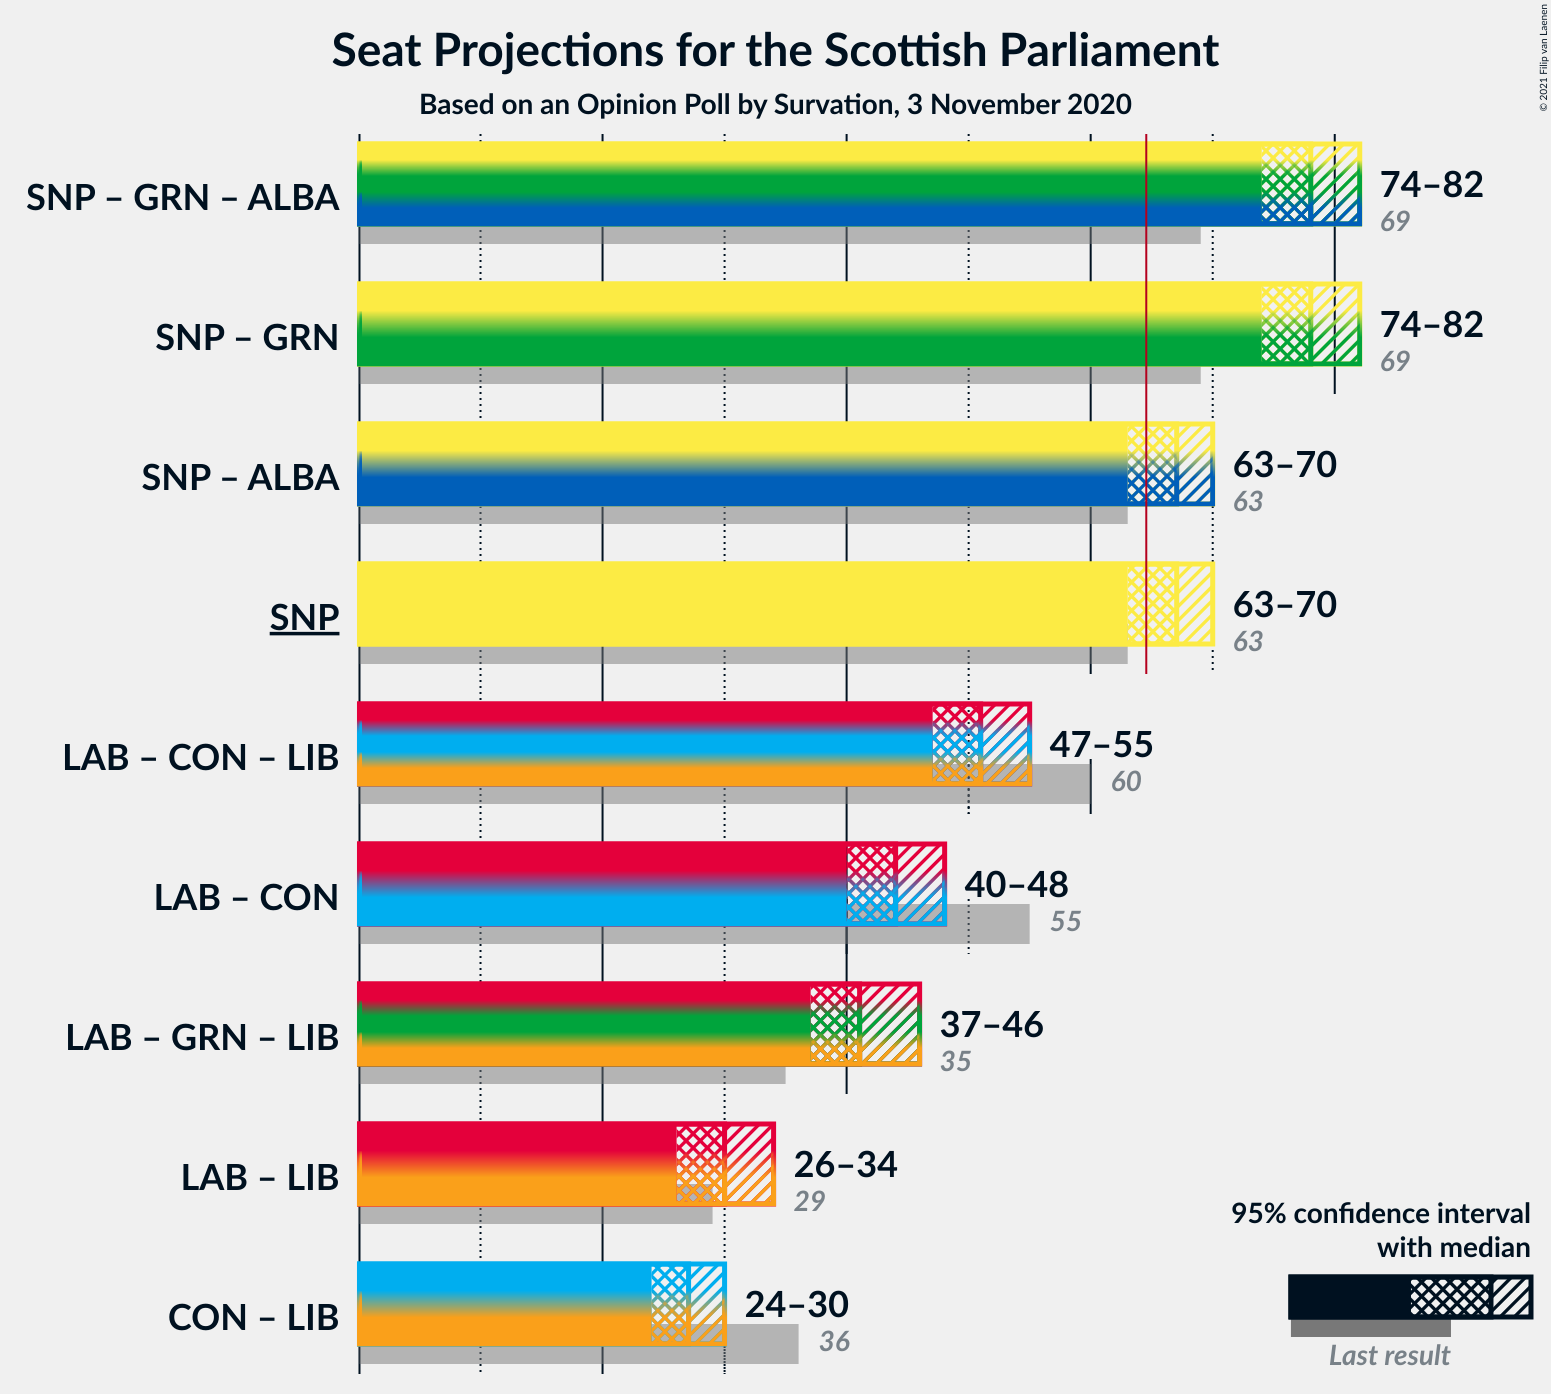 Seat Projections for the Scottish Parliament
Based on an Opinion Poll by Survation, 3 November 2020
© 2021 Filip van Laenen
SNP – GRN – ALBA
74–82
69
SNP – GRN
74–82
69
SNP – ALBA
63–70
63
SNP
63–70
63
LAB – CON – LIB
47–55
60
LAB – CON
40–48
55
LAB – GRN – LIB
37–46
35
LAB – LIB
26–34
29
CON – LIB
24–30
36
95% confidence interval
with median
Last result